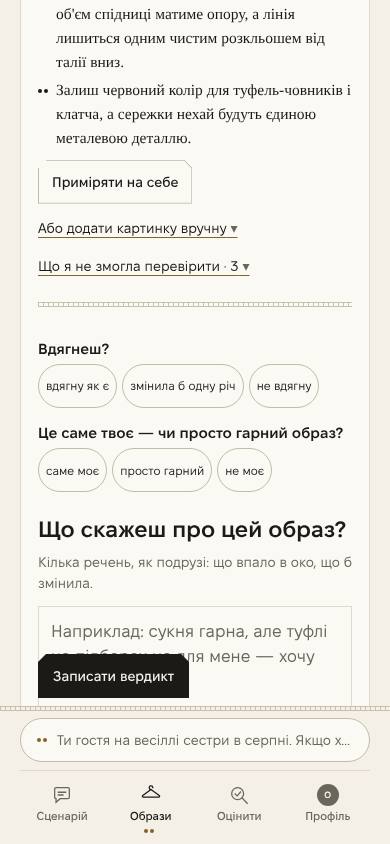 об'єм спідниці матиме опору, а лінія
лишиться одним чистим розкльошем від
талії вниз.
Залиш червоний колір для туфель-човників і
клатча, а сережки нехай будуть єдиною
металевою деталлю.
Приміряти на себе
Або додати картинку вручну ▾
Що я не змогла перевірити · 3 ▾
Вдягнеш?
вдягну як є
змінила б одну річ
не вдягну
Це саме твоє — чи просто гарний образ?
саме моє
просто гарний
не моє
Що скажеш про цей образ?
Кілька речень, як подрузі: що впало в око, що б
змінила.
Наприклад: сукня гарна, але туфлі
для мене — хочу
Записати вердикт
Ти гостя на весіллі сестри в серпні. Якщо х...
Сценарій
Образи
Оцінити
О
Профіль